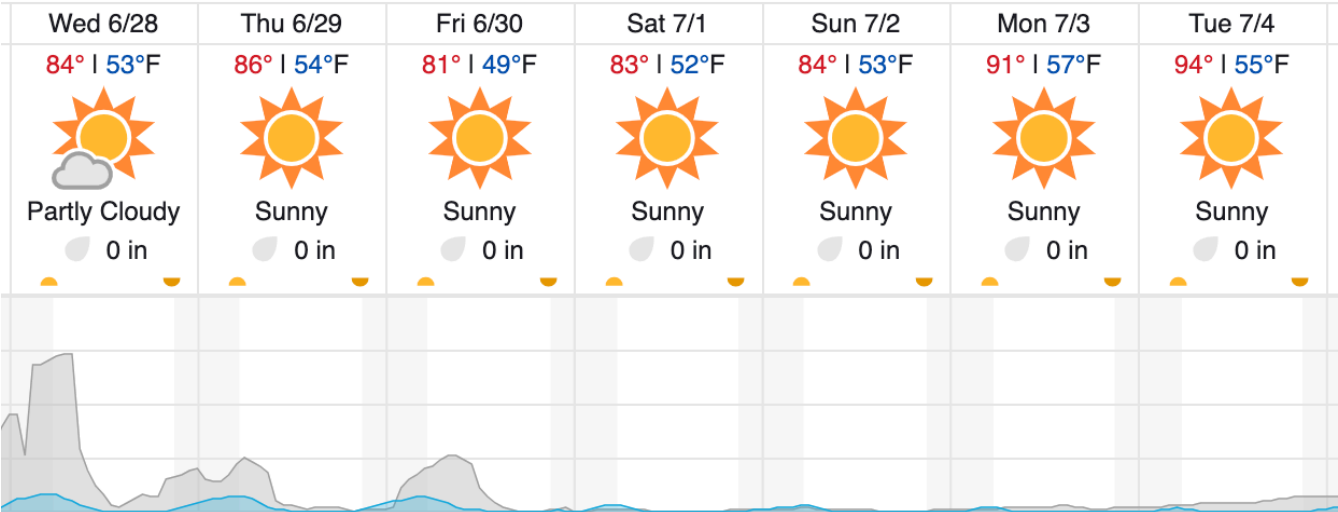 Wed 6/28 Thu 6/29 Fri 6/30 Sat 7/1 Sun 7/2 Mon 7/3 Tue 7/4
84° | 53°F 86° | 54°F 81° | 49°F 83° | 52°F 84° | 53°F 91° | 57°F 94° | 55°F
Partly Cloudy Sunny Sunny Sunny Sunny Sunny Sunny
0 in 0 in 0 in 0 in 0 in 0 in 0 in